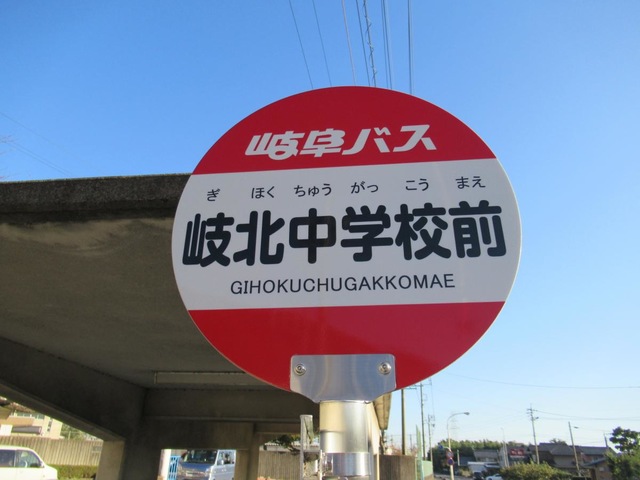 岐阜バス
ぎ ほく ちゅう がっ こう まえ
岐北中学校前
GIHOKUCHUGAKKOMAE